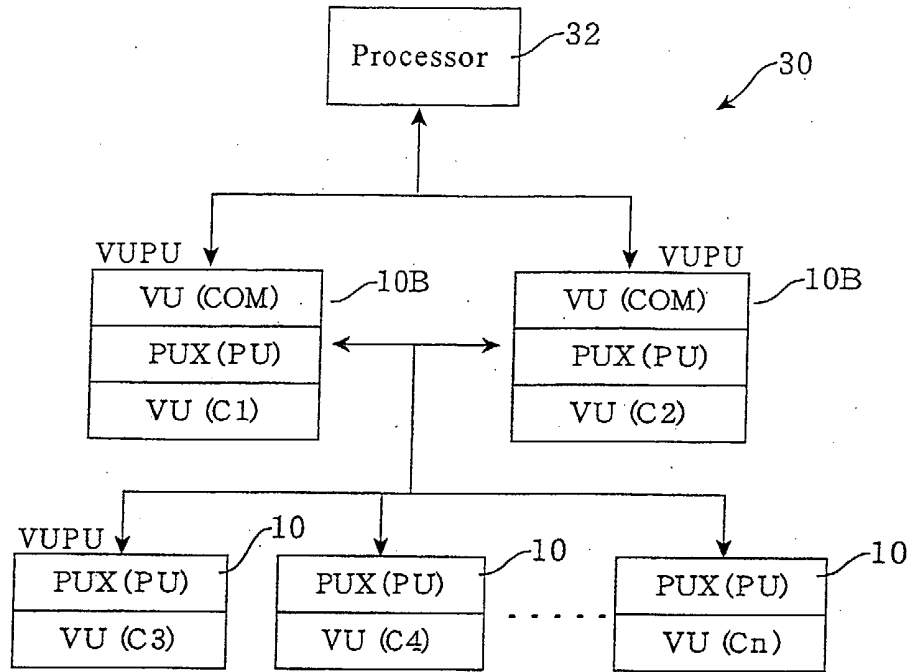 Processor
32
30
VUPU
VUPU
VU (COM)
10B
VU (COM)
10B
PUX (PU)
PUX (PU)
VU (C1)
VU (C2)
VUPU
10
10
10
PUX (PU)
PUX (PU)
PUX (PU)
VU (C3)
VU (C4)
.....
VU (Cn)